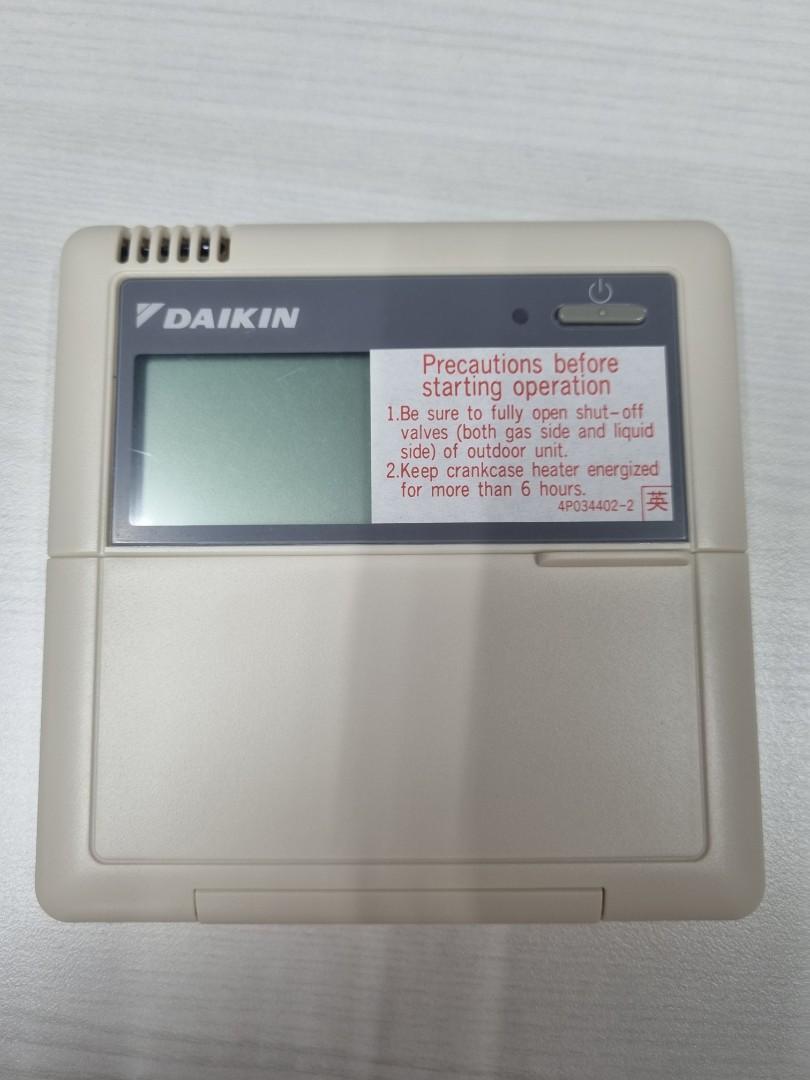 DAIKIN
Precautions before
starting operation
1.Be sure to fully open shut-off
valves (both gas side and liquid
side) of outdoor unit.
2.Keep crankcase heater energized
for more than 6 hours.
4P034402-2 英